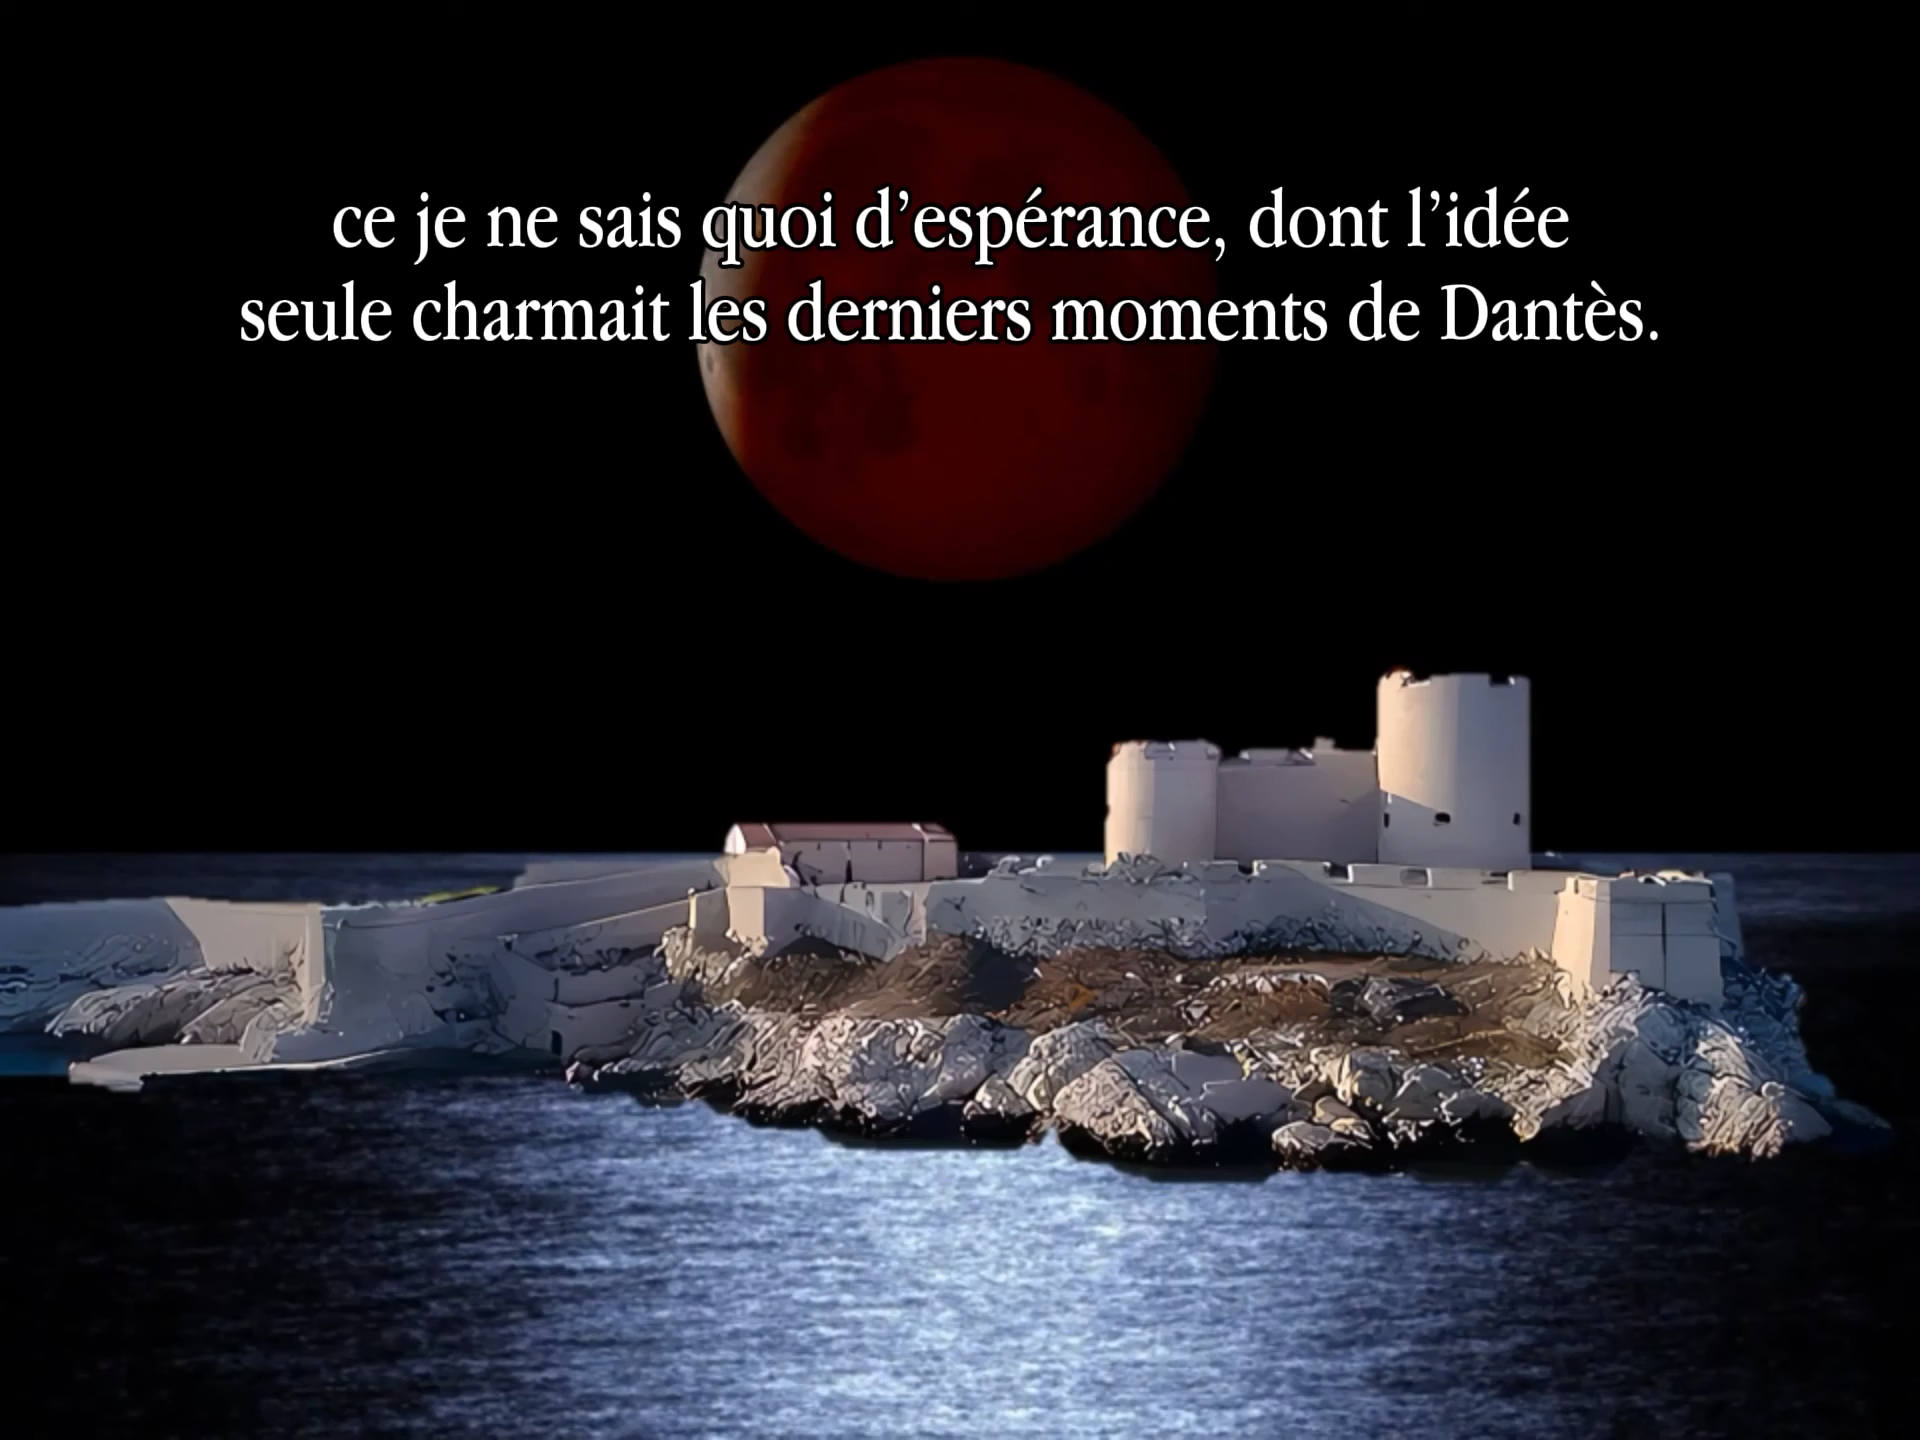 ce je ne sais quoi d’espérance, dont l’idée
seule charmait les derniers moments de Dantès.